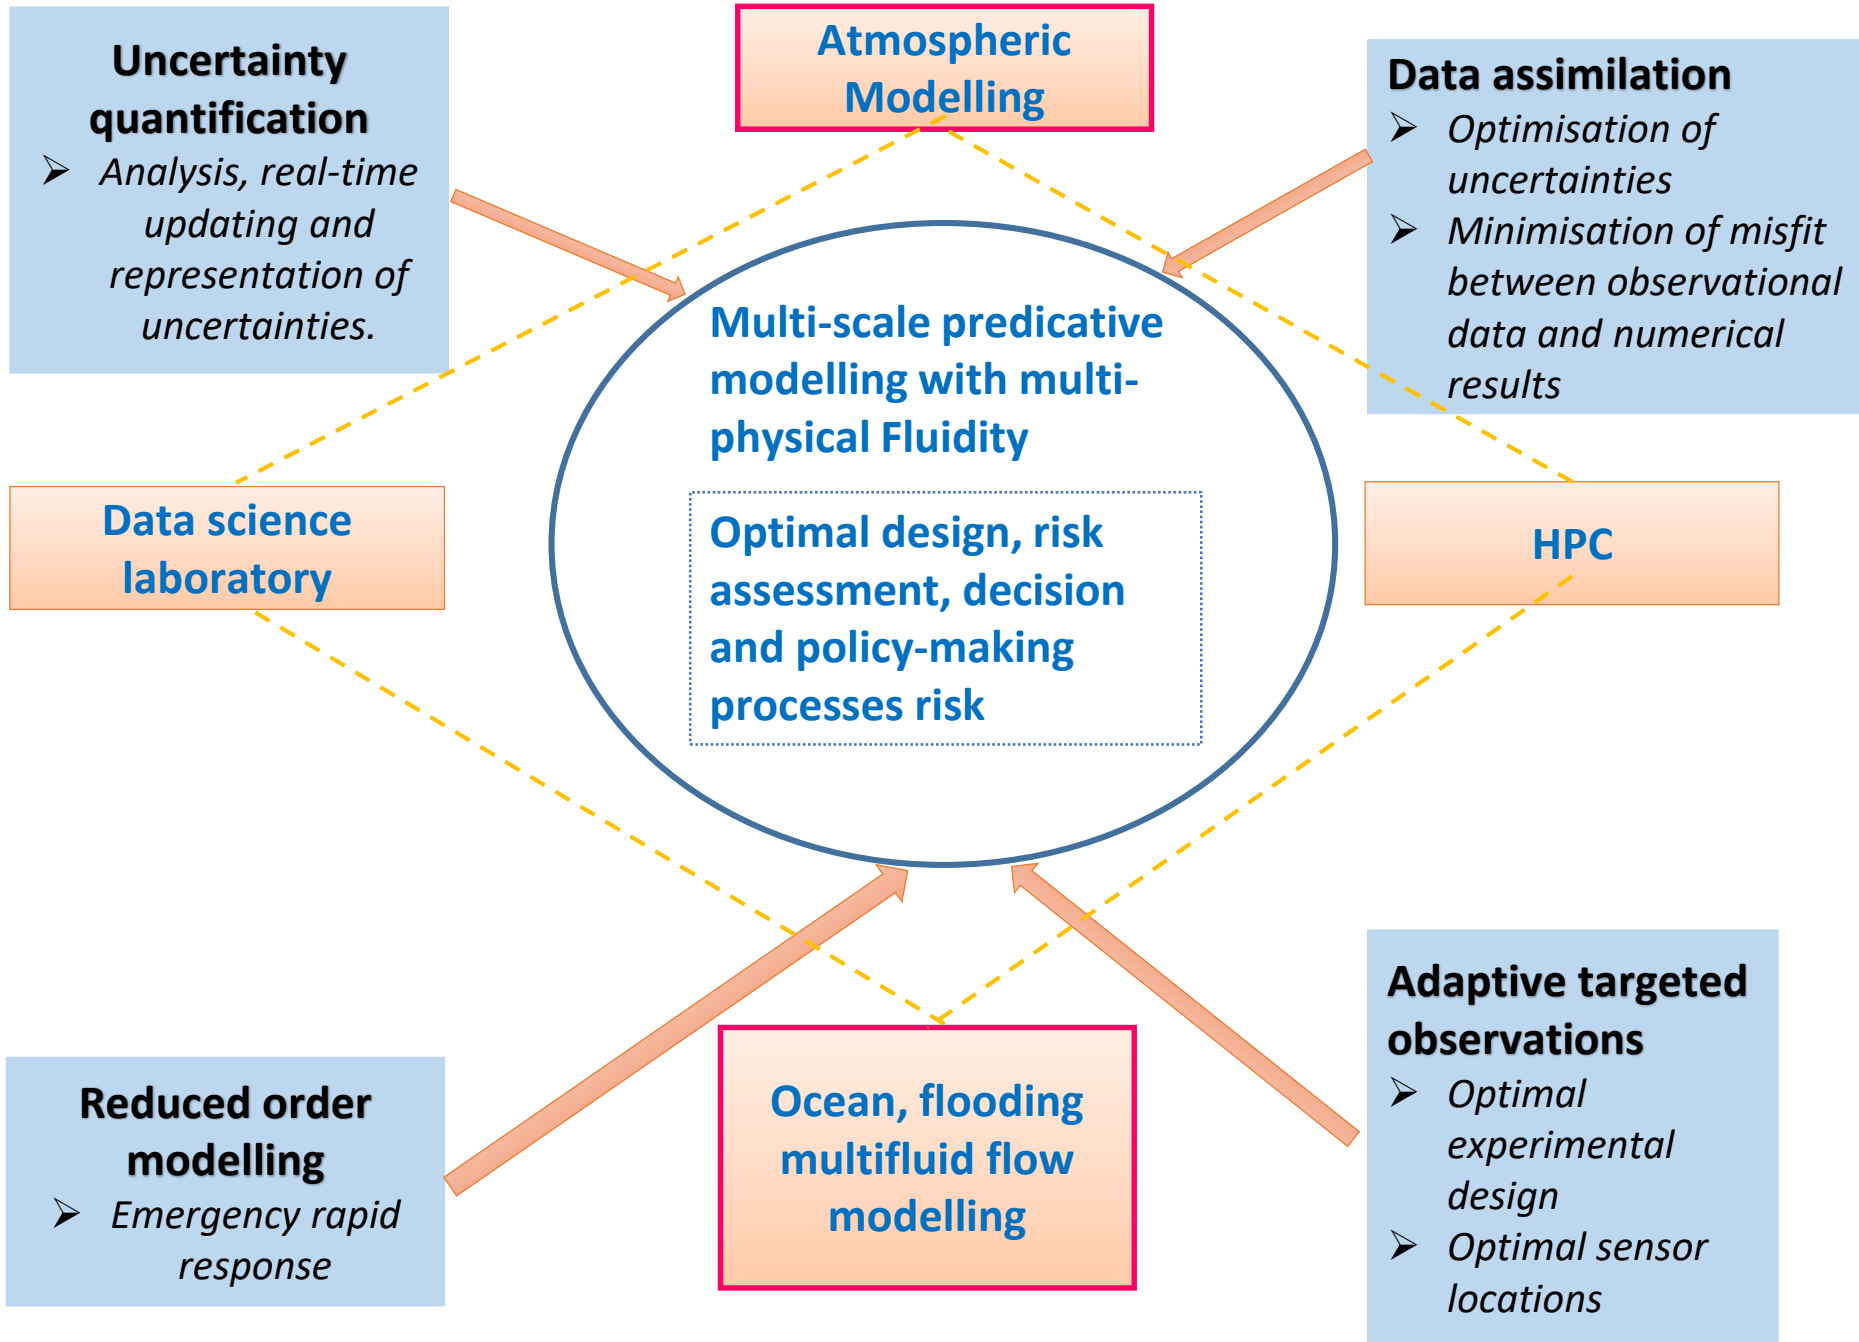 Uncertainty
quantification
➢ Analysis, real-time
updating and
representation of
uncertainties.
Atmospheric
Modelling
Data assimilation
➢ Optimisation of
uncertainties
➢ Minimisation of misfit
between observational
data and numerical
results
Multi-scale predicative
modelling with multi-
physical Fluidity
Optimal design, risk
assessment, decision
and policy-making
processes risk
Data science
laboratory
HPC
Reduced order
modelling
➢ Emergency rapid
response
Ocean, flooding
multifluid flow
modelling
Adaptive targeted
observations
➢ Optimal
experimental
design
➢ Optimal sensor
locations